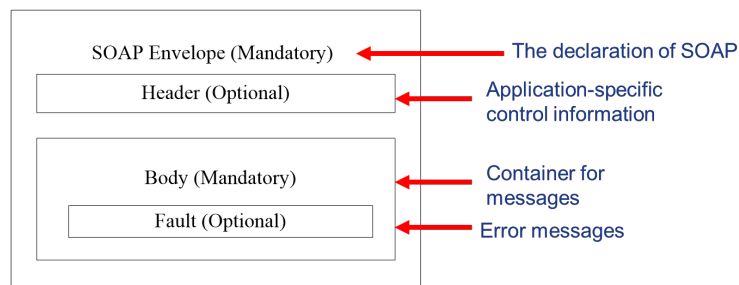 SOAP Envelope (Mandatory)
The declaration of SOAP
Header (Optional)
Application-specific
control information
Body (Mandatory)
Container for
messages
Fault (Optional)
Error messages